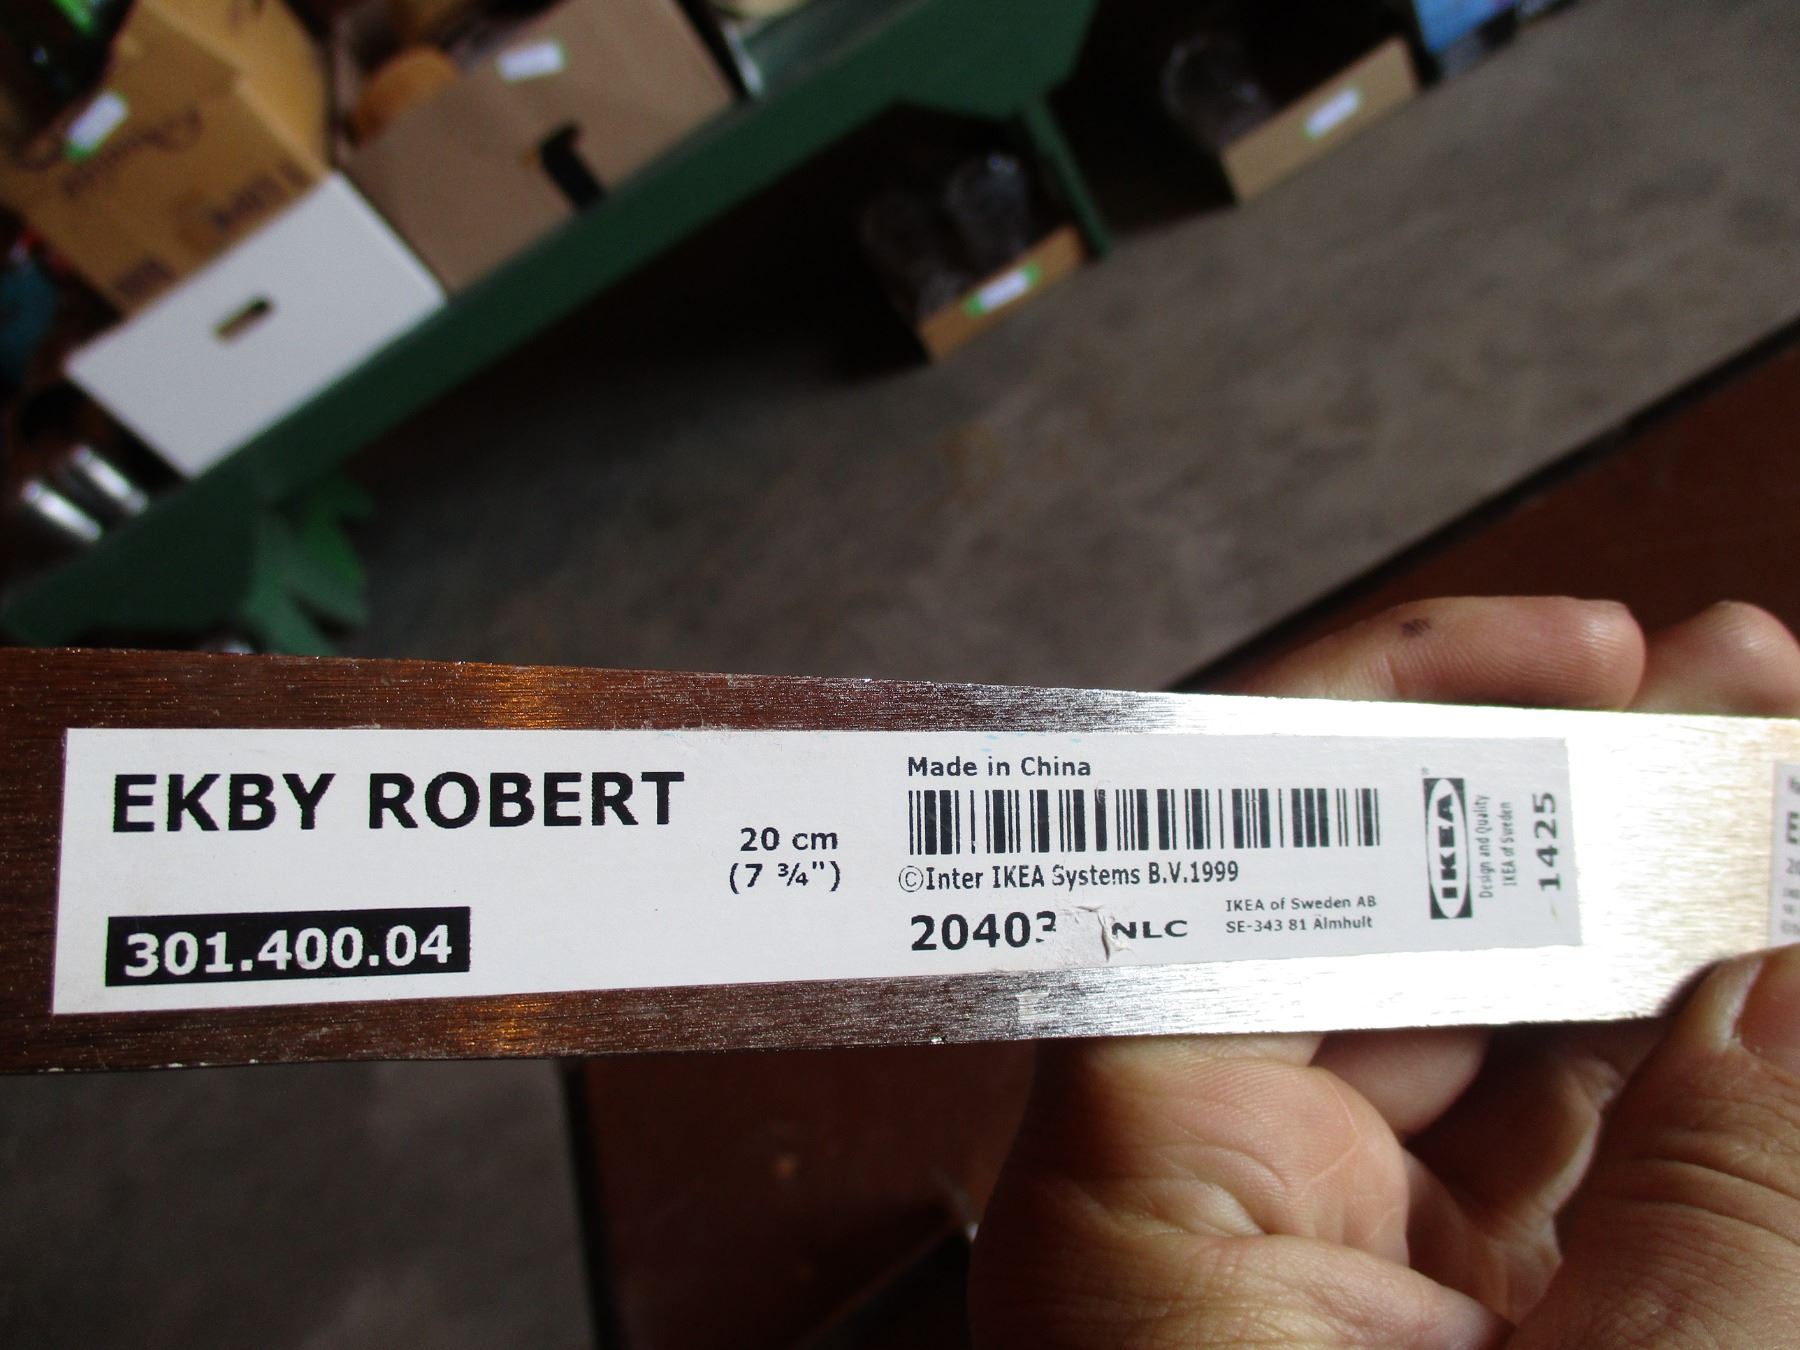 EKBY ROBERT
20 cm
(7 ¾")
301.400.04
Made in China
©Inter IKEA Systems B.V.1999
NLC
IKEA of Sweden AB
SE-343 81 Älmhult
IKEA®
Design and Quality
IKEA of Sweden
1425